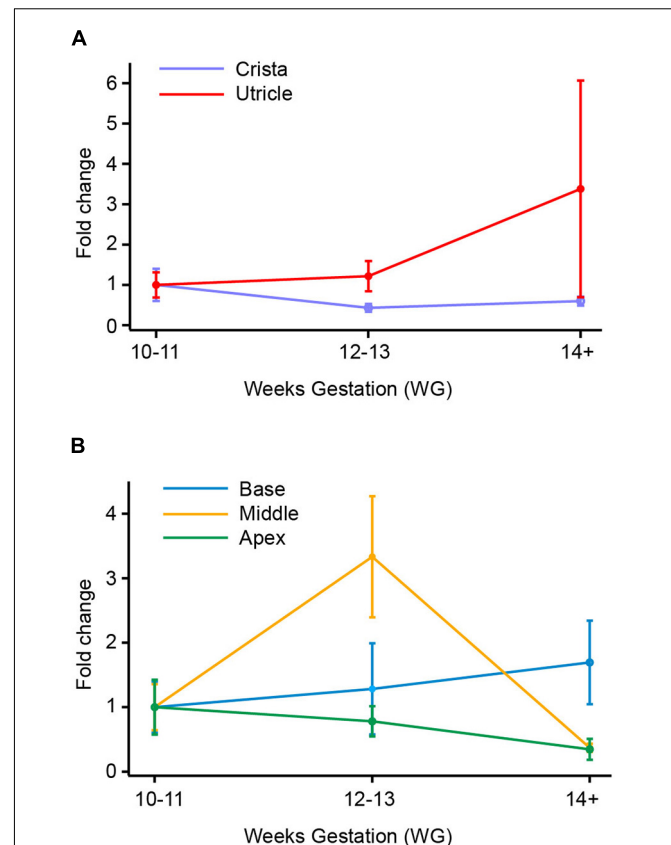 A
Crista
Utricle
6
5
4
3
2
1
0
Fold change
10-11
12-13
14+
Weeks Gestation (WG)
B
Base
Middle
Apex
4
3
2
1
0
Fold change
10-11
12-13
14+
Weeks Gestation (WG)